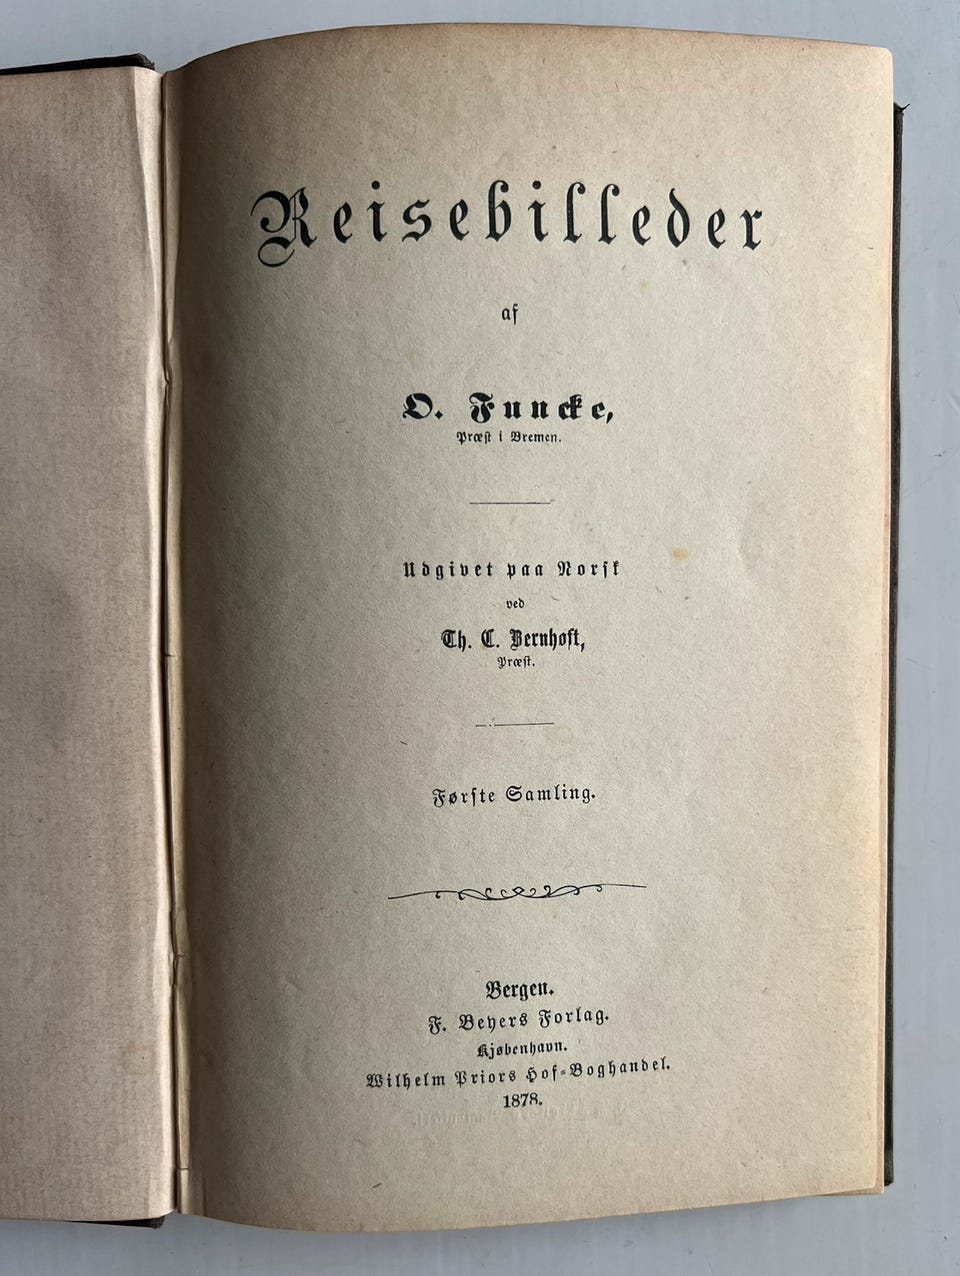 Reisebilleder
af
O. Funcke,
Præst i Bremen.
Udgivet paa Norsk
ved
Th. C. Bernhoft,
Præst.
Første Samling.
Bergen.
F. Beyers Forlag.
Kjøbenhavn.
Wilhelm Priors Hof-Boghandel.
1878.